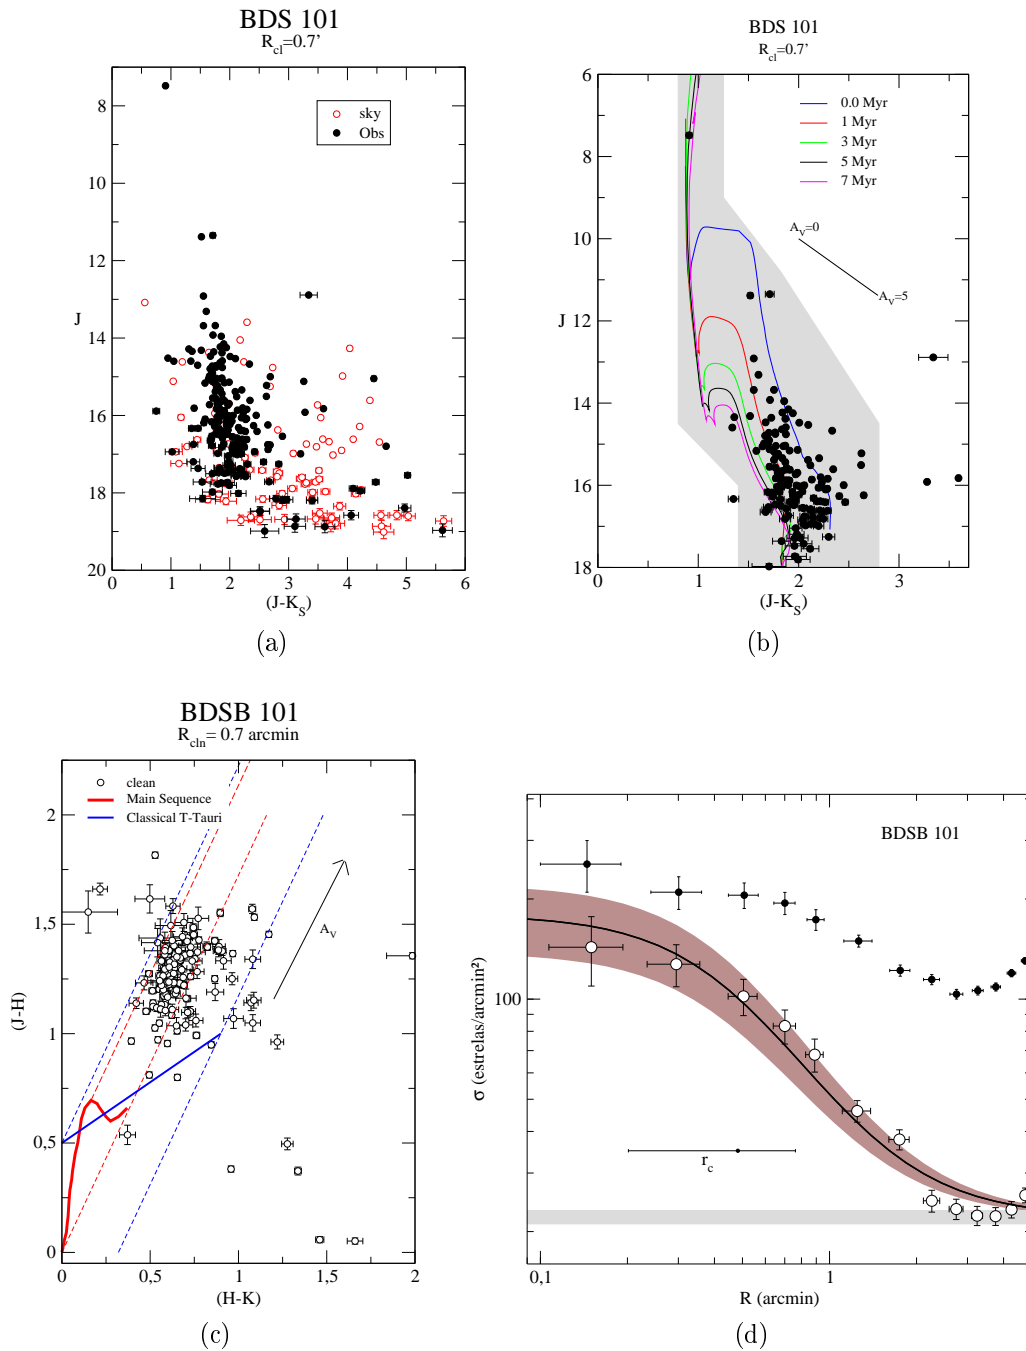 BDS 101
R_cl=0.7'
8
10
12
14
16
18
20
J
sky
Obs
0
1
2
3
4
5
6
(J-K_S)
(a)
BDS 101
R_cl=0.7'
6
8
10
12
14
16
18
J
0.0 Myr
1 Myr
3 Myr
5 Myr
7 Myr
A_V=0
A_V=5
0
1
2
3
(J-K_S)
(b)
BDSB 101
R_cln= 0.7 arcmin
clean
Main Sequence
Classical T-Tauri
2
1.5
1
0.5
0
(J-H)
A_V
0
0,5
1
1,5
2
(H-K)
(c)
BDSB 101
100
σ (estrelas/arcmin²)
r_c
0,1
1
R (arcmin)
(d)